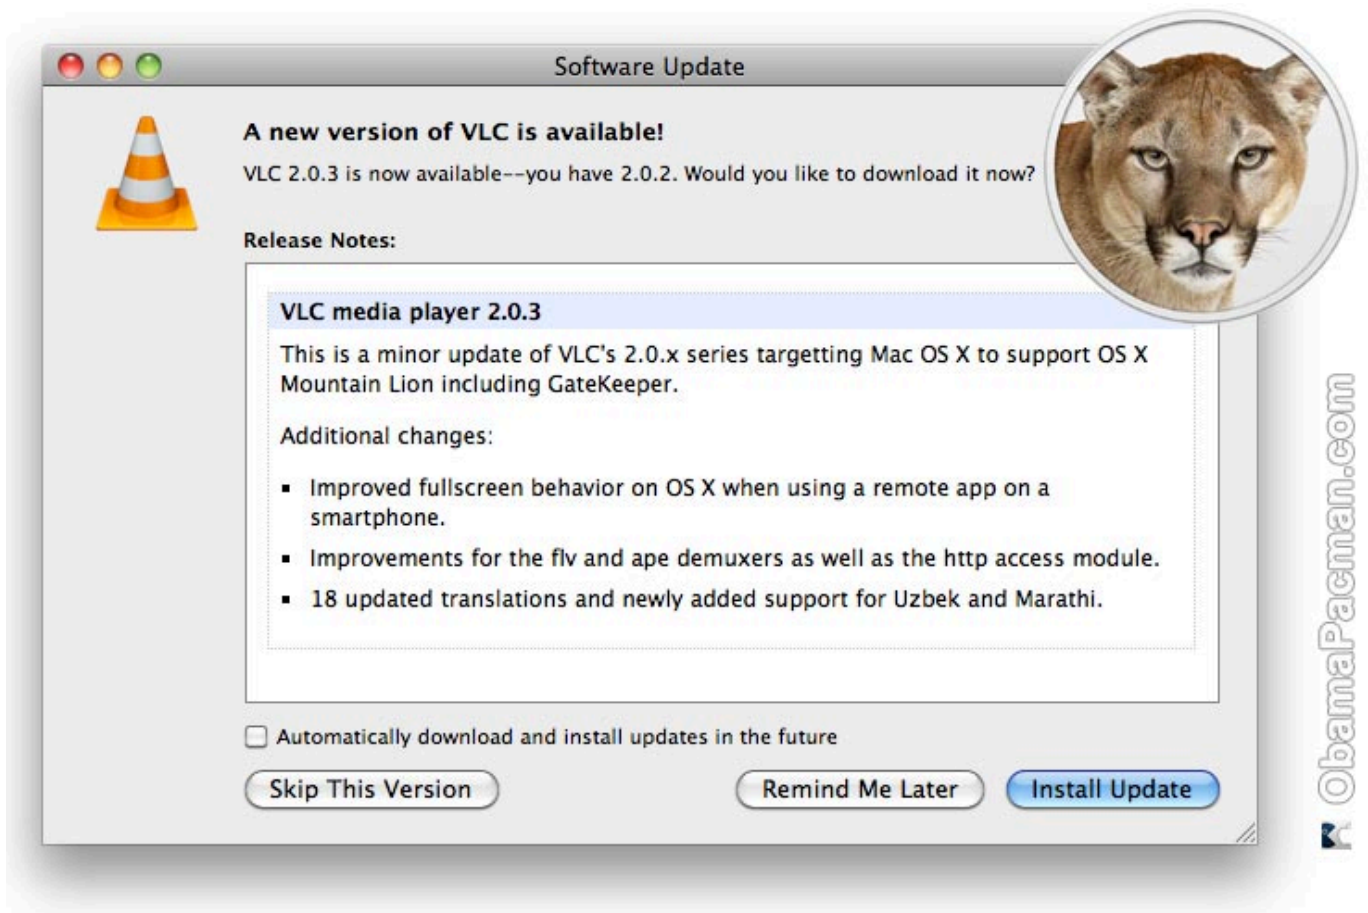 Software Update
A new version of VLC is available!
VLC 2.0.3 is now available--you have 2.0.2. Would you like to download it now?
Release Notes:
VLC media player 2.0.3
This is a minor update of VLC's 2.0.x series targetting Mac OS X to support OS X
Mountain Lion including GateKeeper.
Additional changes:
▪ Improved fullscreen behavior on OS X when using a remote app on a
smartphone.
▪ Improvements for the flv and ape demuxers as well as the http access module.
▪ 18 updated translations and newly added support for Uzbek and Marathi.
Automatically download and install updates in the future
Skip This Version
Remind Me Later
Install Update
ObamaPacman.com